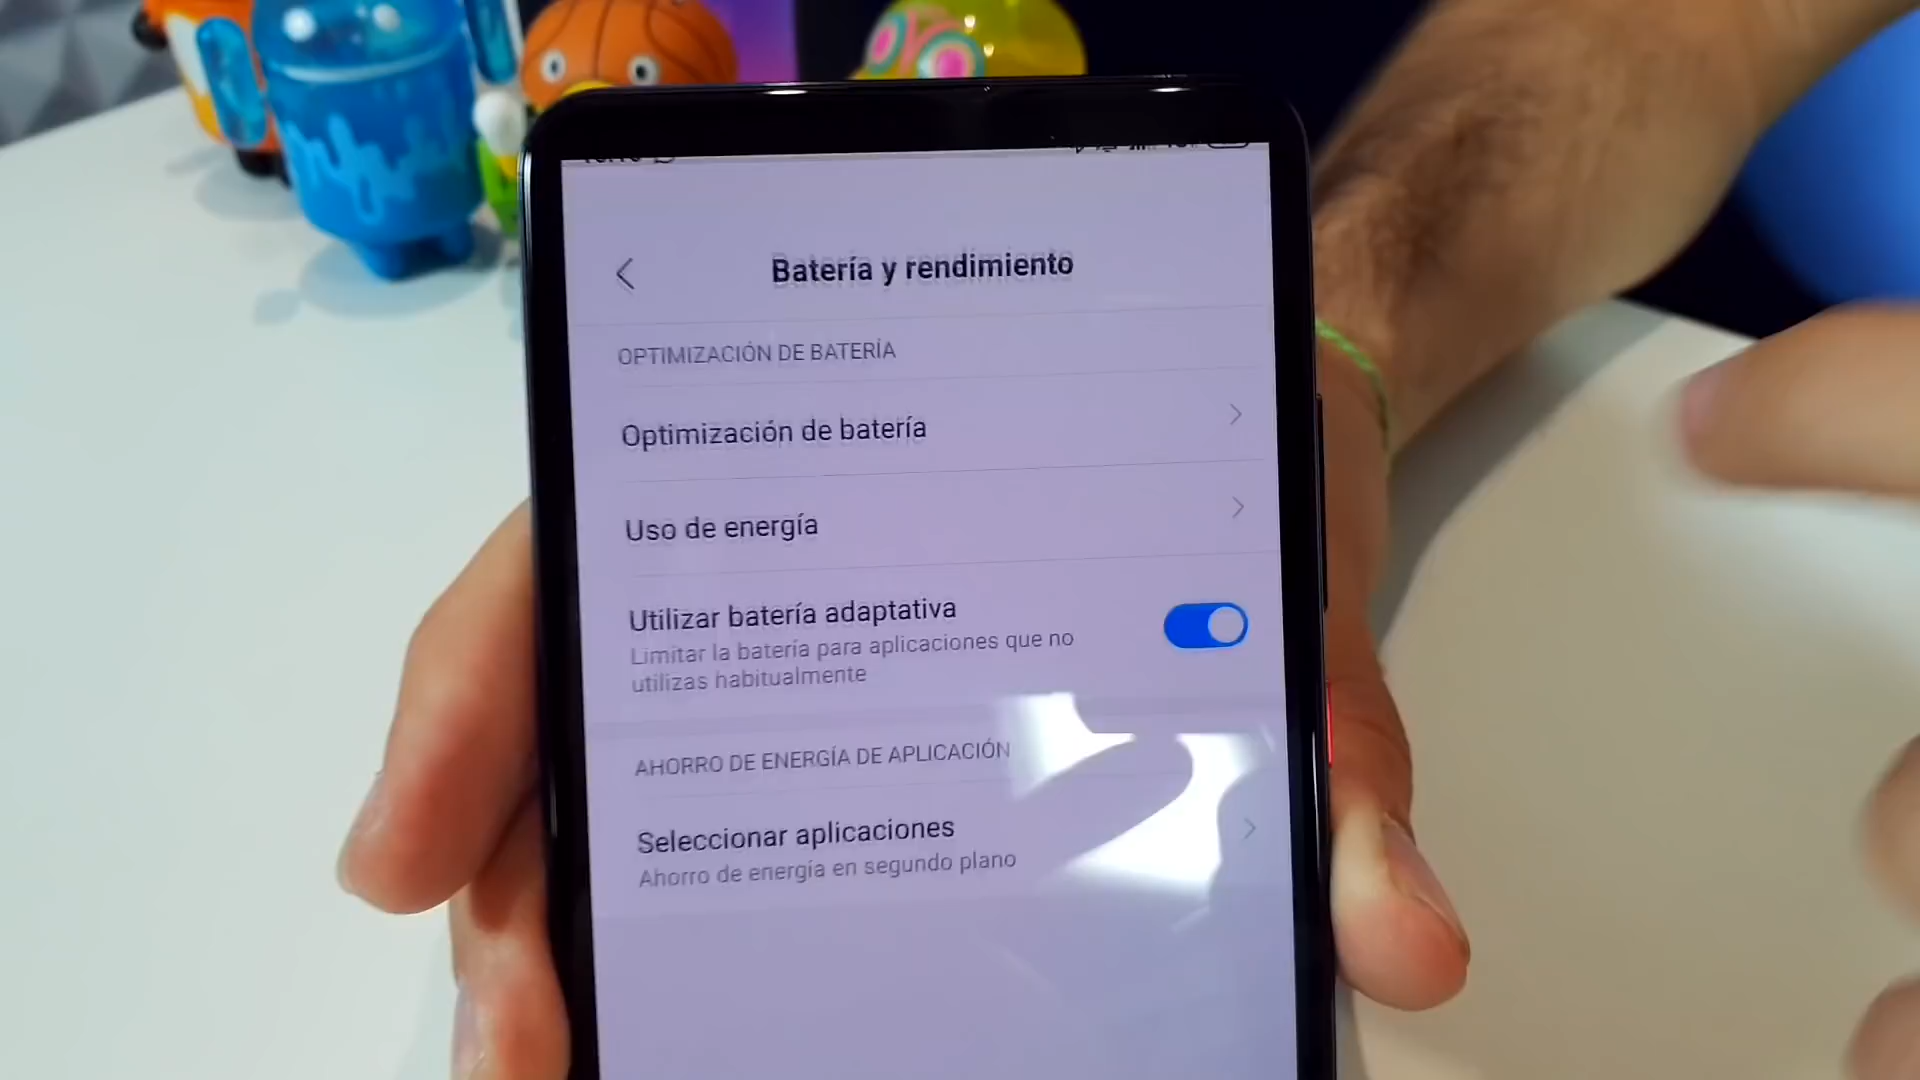 Batería y rendimiento
OPTIMIZACIÓN DE BATERÍA
Optimización de batería
Uso de energía
Utilizar batería adaptativa
Limitar la batería para aplicaciones que no
utilizas habitualmente
AHORRO DE ENERGÍA DE APLICACIÓN
Seleccionar aplicaciones
Ahorro de energía en segundo plano